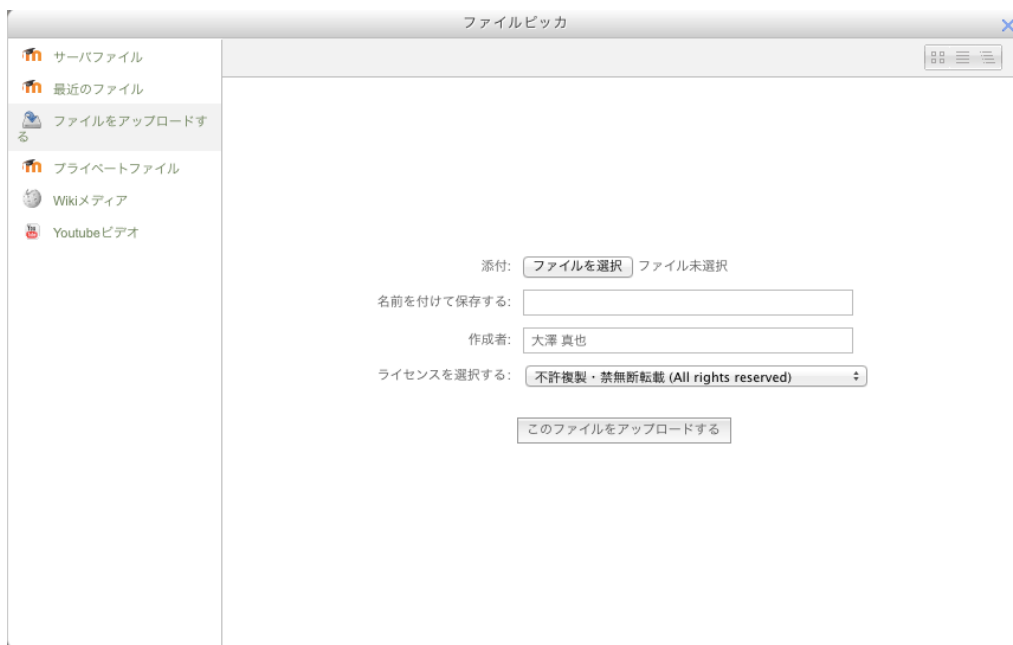 ファイルピッカ
サーバファイル
最近のファイル
ファイルをアップロードす
る
プライベートファイル
Wikiメディア
Youtubeビデオ
添付: ファイルを選択 ファイル未選択
名前を付けて保存する:
作成者: 大澤 真也
ライセンスを選択する: 不許複製・禁無断転載 (All rights reserved)
このファイルをアップロードする